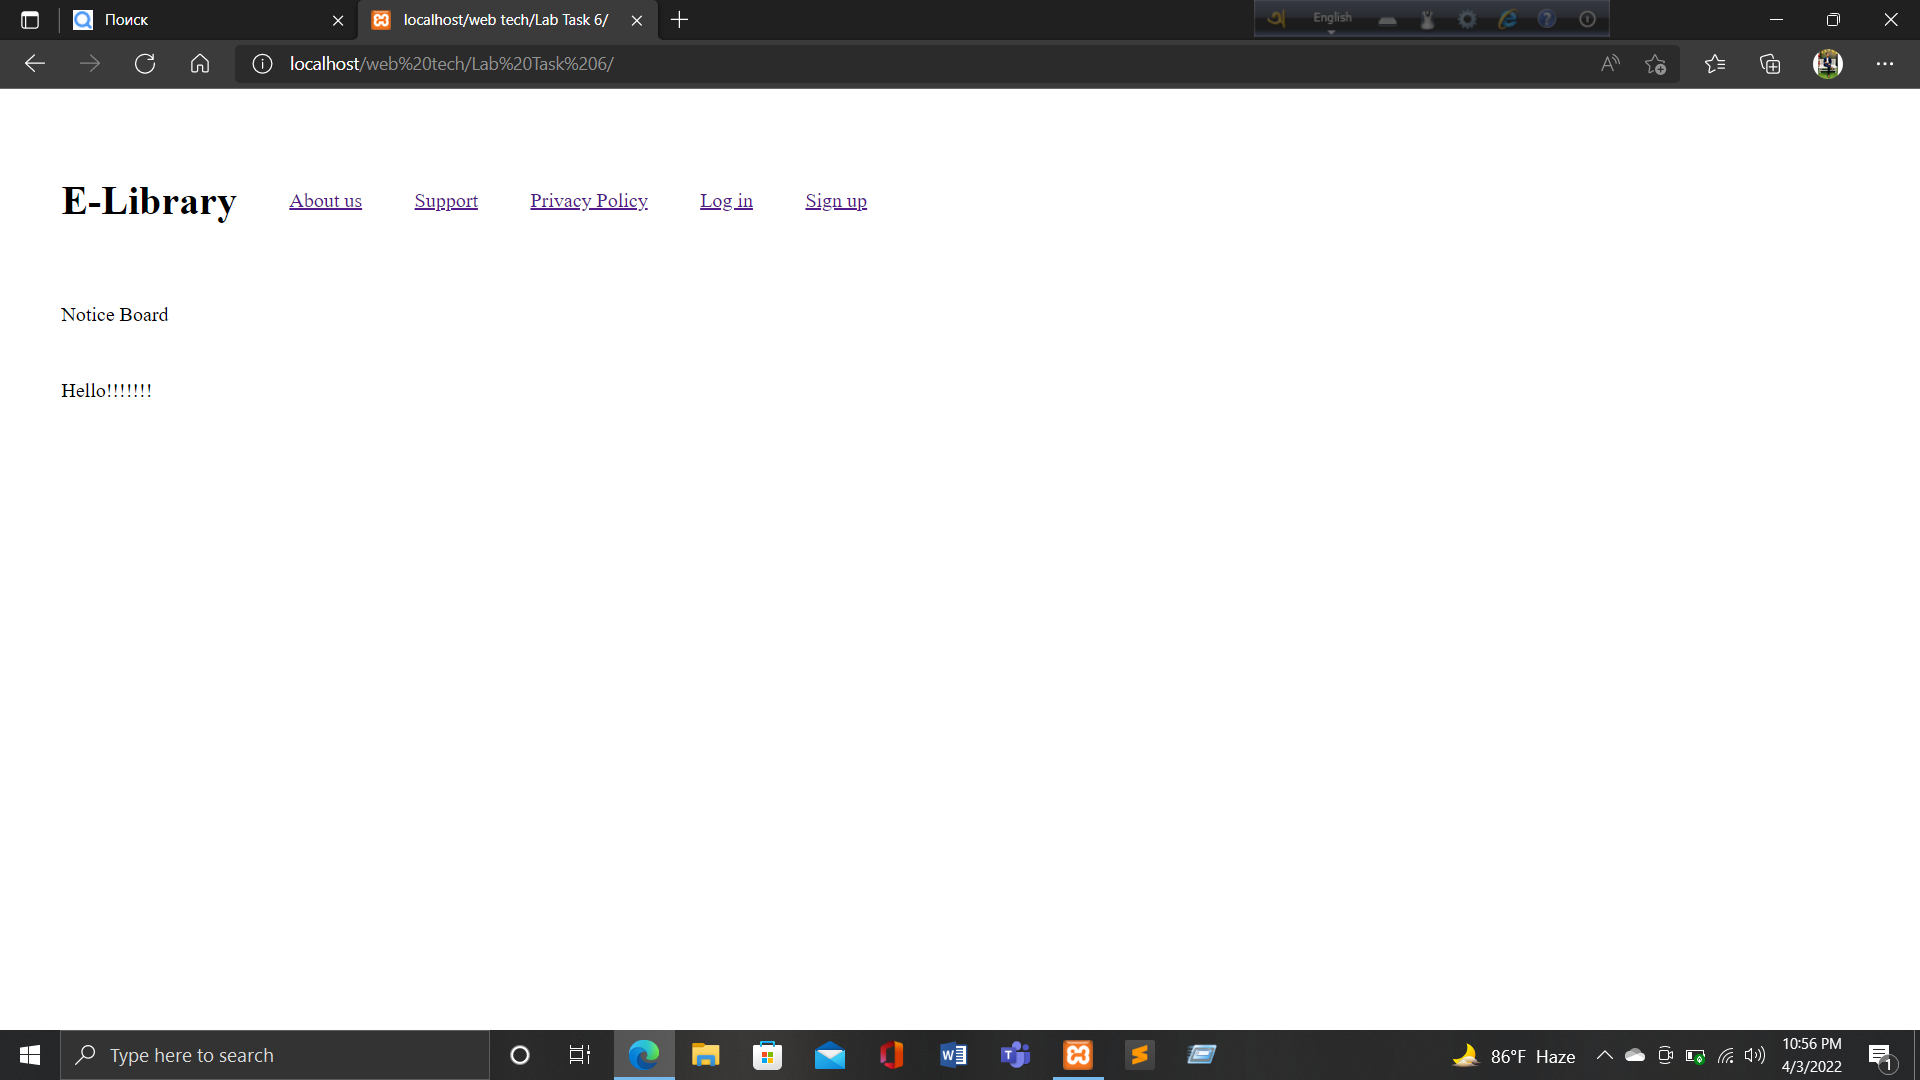 Поиск
localhost/web tech/Lab Task 6/
English
localhost/web%20tech/Lab%20Task%206/
E-Library About us Support Privacy Policy Log in Sign up
Notice Board
Hello!!!!!!!
Type here to search
86°F Haze
10:56 PM
4/3/2022
1